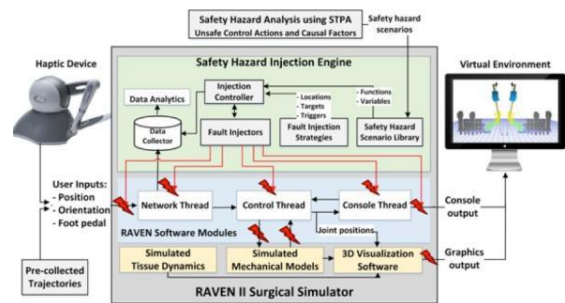 Safety Hazard Analysis using STPA
Unsafe Control Actions and Causal Factors
Safety hazard
scenarios
Haptic Device
Virtual Environment
Safety Hazard Injection Engine
Data Analytics
Injection
Controller
- Locations
- Targets
- Triggers
- Functions
- Variables
Data
Collector
Fault Injectors
Fault Injection
Strategies
Safety Hazard
Scenario Library
User Inputs:
- Position
- Orientation
- Foot pedal
Network Thread
Control Thread
Console Thread
Console
output
RAVEN Software Modules
Joint positions
Pre-collected
Trajectories
Simulated
Tissue Dynamics
Simulated
Mechanical Models
3D Visualization
Software
Graphics
output
RAVEN II Surgical Simulator